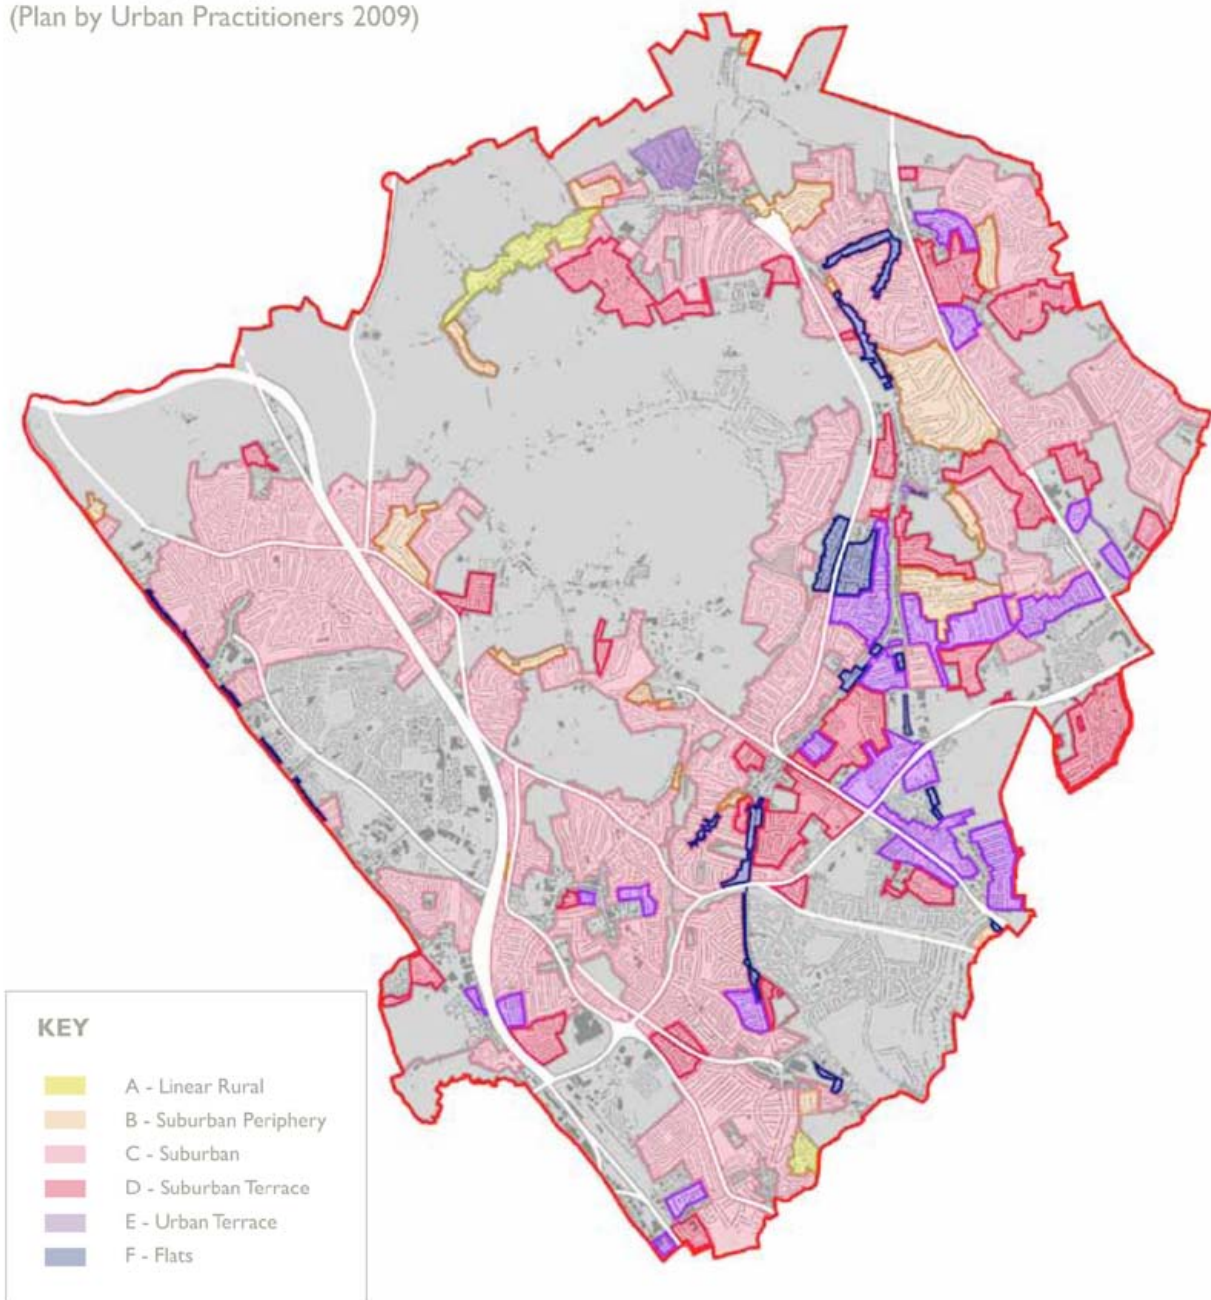 (Plan by Urban Practitioners 2009)
KEY
A - Linear Rural
B - Suburban Periphery
C - Suburban
D - Suburban Terrace
E - Urban Terrace
F - Flats